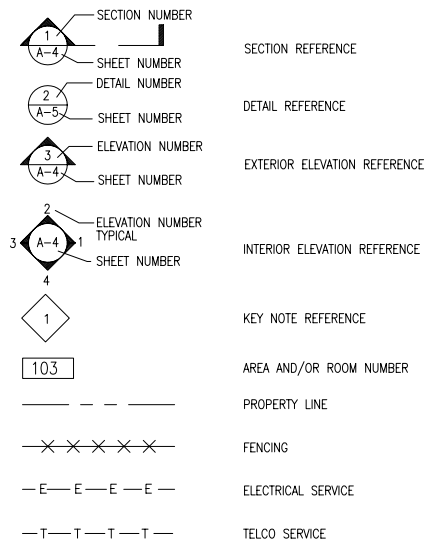 SECTION NUMBER
1
A-4
SHEET NUMBER
SECTION REFERENCE
DETAIL NUMBER
2
A-5
SHEET NUMBER
DETAIL REFERENCE
ELEVATION NUMBER
3
A-4
SHEET NUMBER
EXTERIOR ELEVATION REFERENCE
2
ELEVATION NUMBER
TYPICAL
3 A-4 1
SHEET NUMBER
4
INTERIOR ELEVATION REFERENCE
1
KEY NOTE REFERENCE
103
AREA AND/OR ROOM NUMBER
PROPERTY LINE
FENCING
E E E E
ELECTRICAL SERVICE
T T T T
TELCO SERVICE